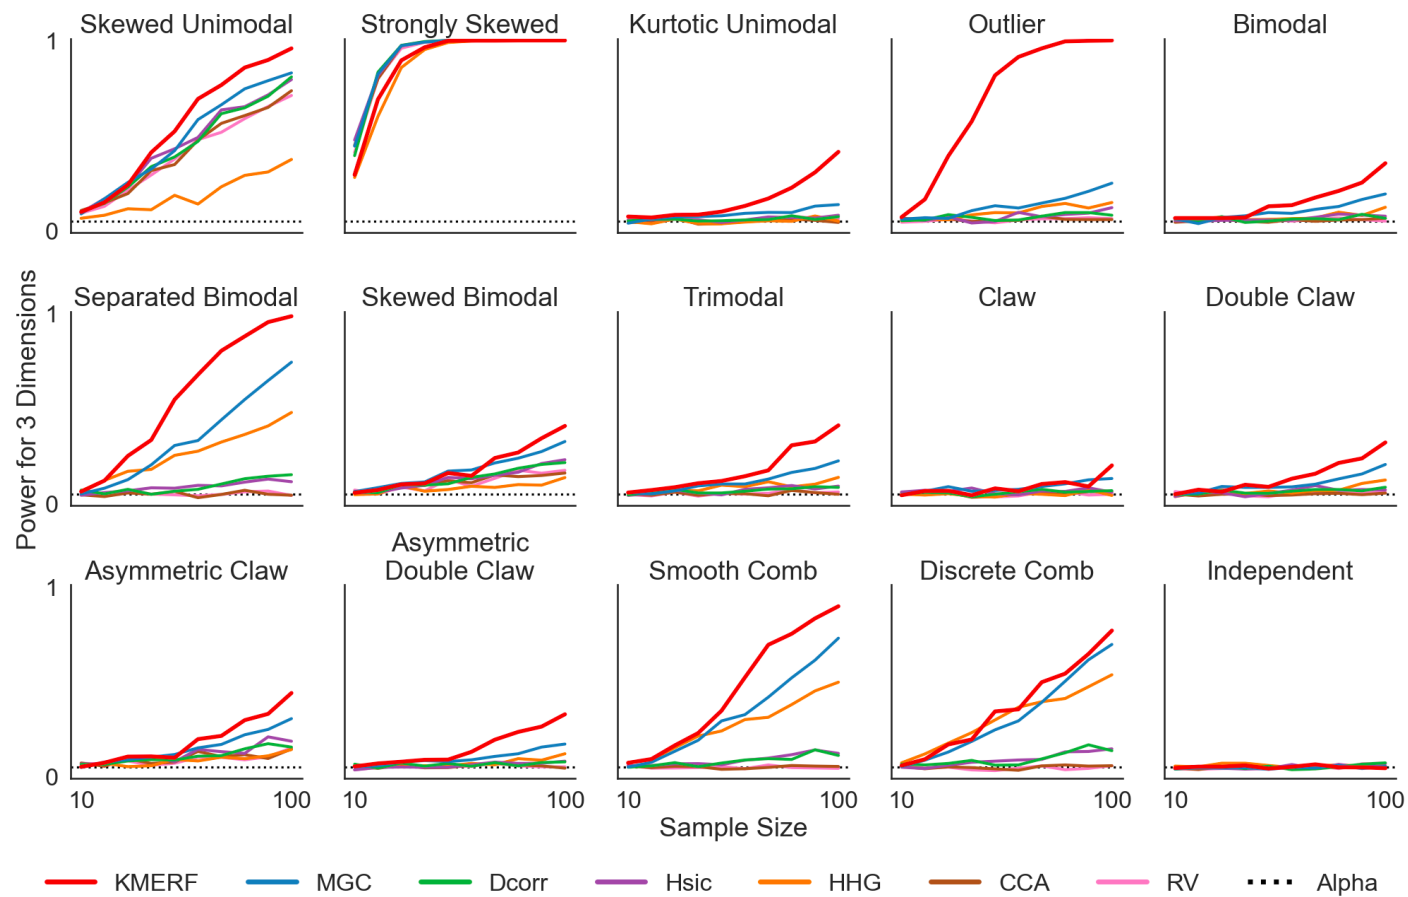 Skewed Unimodal
Strongly Skewed
Kurtotic Unimodal
Outlier
Bimodal
1
0
Power for 3 Dimensions
Separated Bimodal
Skewed Bimodal
Trimodal
Claw
Double Claw
1
0
Asymmetric Claw
Asymmetric
Double Claw
Smooth Comb
Discrete Comb
Independent
1
0
10 100 10 100 10 100 10 100 10 100
Sample Size
KMERF MGC Dcorr Hsic HHG CCA RV Alpha